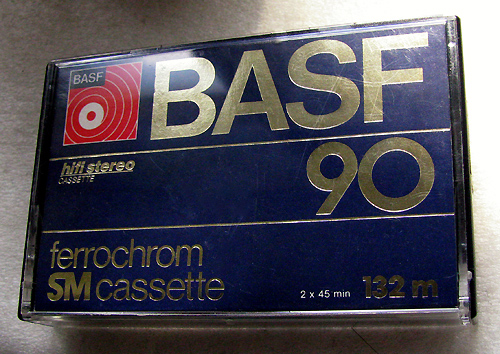 BASF
BASF
90
hifi stereo
CASSETTE
ferrochrom
SM cassette
2 x 45 min 132 m